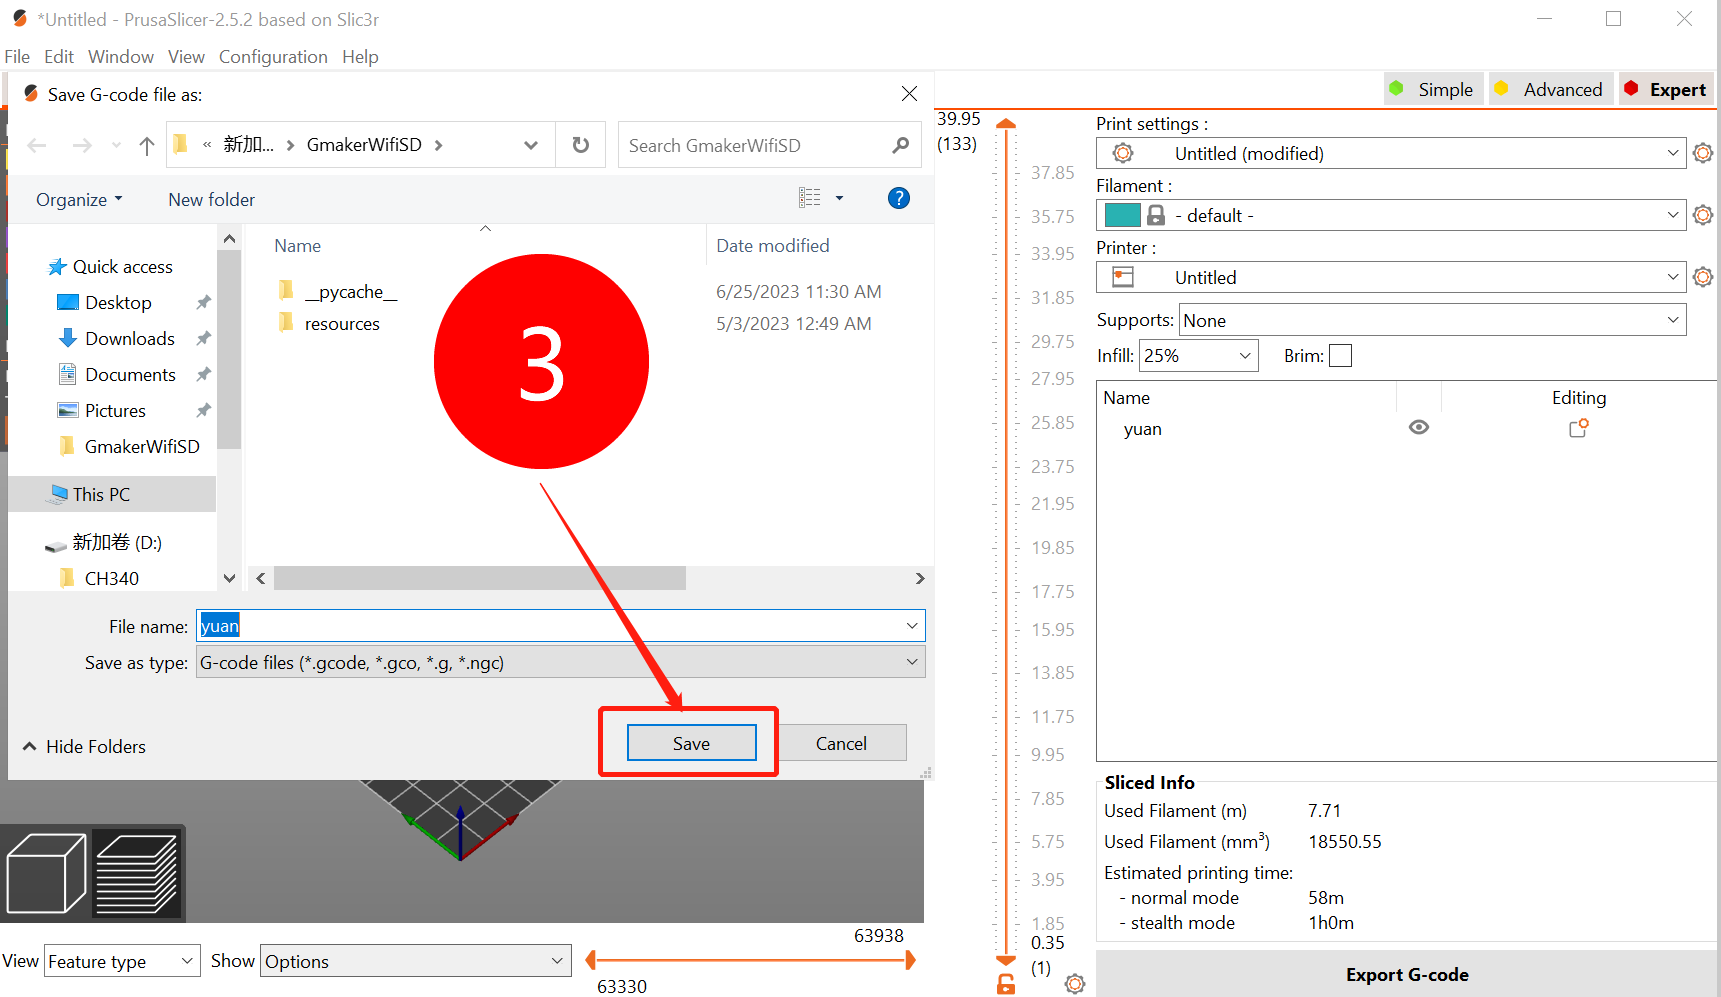 *Untitled - PrusaSlicer-2.5.2 based on Slic3r
File Edit Window View Configuration Help
Save G-code file as:
« 新加... > GmakerWifiSD >
Search GmakerWifiSD
Organize
New folder
?
Name
Date modified
__pycache__
6/25/2023 11:30 AM
resources
5/3/2023 12:49 AM
3
Quick access
Desktop
Downloads
Documents
Pictures
GmakerWifiSD
This PC
新加卷 (D:)
CH340
File name: yuan
Save as type: G-code files (*.gcode, *.gco, *.g, *.ngc)
Hide Folders
Save
Cancel
View Feature type
Show Options
63938
63330
39.95
(133)
37.85
35.75
33.95
31.85
29.75
27.95
25.85
23.75
21.95
19.85
17.75
15.95
13.85
11.75
9.95
7.85
5.75
3.95
1.85
0.35
(1)
Simple
Advanced
Expert
Print settings :
Untitled (modified)
Filament :
- default -
Printer :
Untitled
Supports: None
Infill: 25% Brim:
Name Editing
yuan
Sliced Info
Used Filament (m) 7.71
Used Filament (mm³) 18550.55
Estimated printing time:
- normal mode 58m
- stealth mode 1h0m
Export G-code